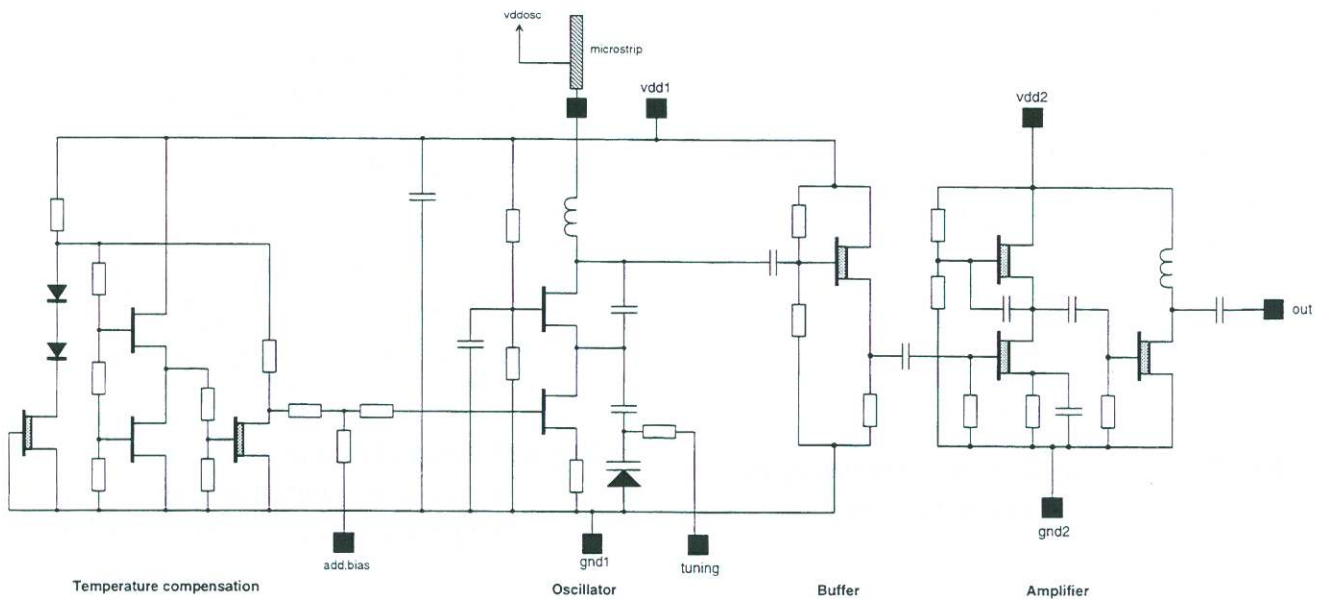 vddosc
microstrip
vdd1
vdd2
out
add.bias
gnd1
tuning
gnd2
Temperature compensation
Oscillator
Buffer
Amplifier